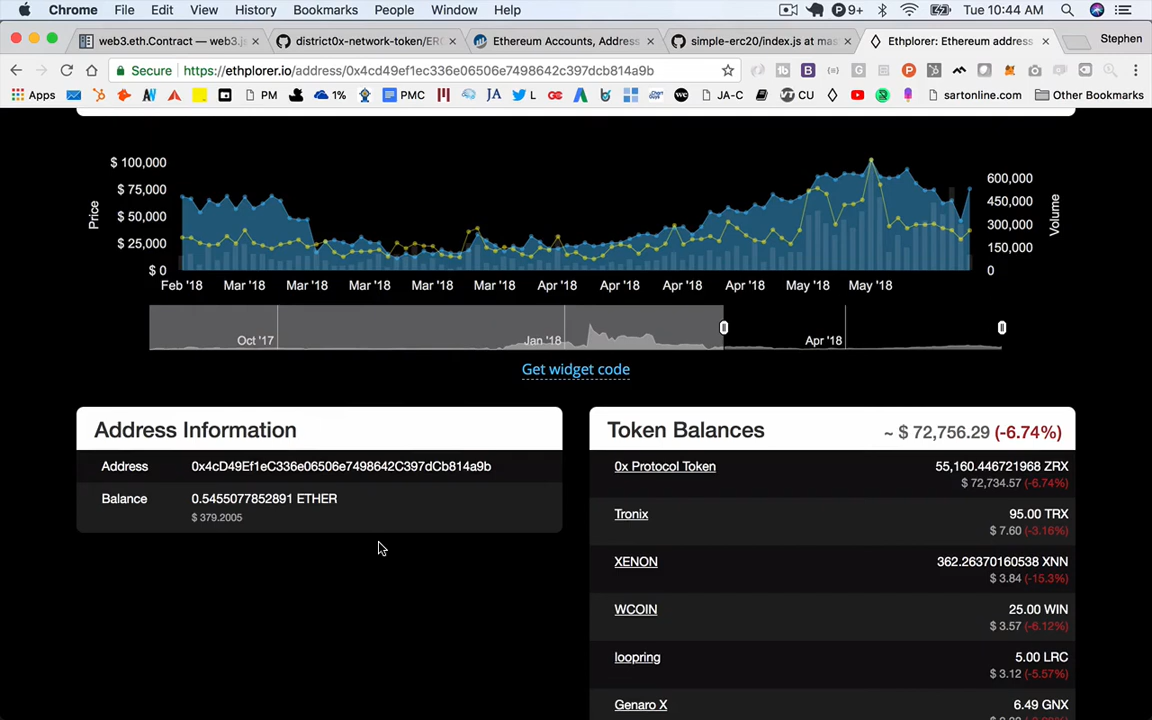 Chrome File Edit View History Bookmarks People Window Help 9+ Tue 10:44 AM
web3.eth.Contract — web3.j district0x-network-token/ERC Ethereum Accounts, Address simple-erc20/index.js at mas Ethplorer: Ethereum address Stephen
Secure https://ethplorer.io/address/0x4cd49ef1ec336e06506e7498642c397dcb814a9b
Apps 1% PM PMC JA L JA-C CU sartonline.com Other Bookmarks
$ 100,000
$ 75,000
$ 50,000
$ 25,000
$ 0
Price
600,000
450,000
300,000
150,000
0
Volume
Feb '18 Mar '18 Mar '18 Mar '18 Mar '18 Mar '18 Apr '18 Apr '18 Apr '18 Apr '18 May '18 May '18
Oct '17 Jan '18 Apr '18
Get widget code
Address Information
Address 0x4cD49Ef1eC336e06506e7498642C397dCb814a9b
Balance 0.5455077852891 ETHER
$ 379.2005
Token Balances ~ $ 72,756.29 (-6.74%)
0x Protocol Token 55,160.446721968 ZRX
$ 72,734.57 (-6.74%)
Tronix 95.00 TRX
$ 7.60 (-3.16%)
XENON 362.26370160538 XNN
$ 3.84 (-15.3%)
WCOIN 25.00 WIN
$ 3.57 (-6.12%)
loopring 5.00 LRC
$ 3.12 (-5.57%)
Genaro X 6.49 GNX